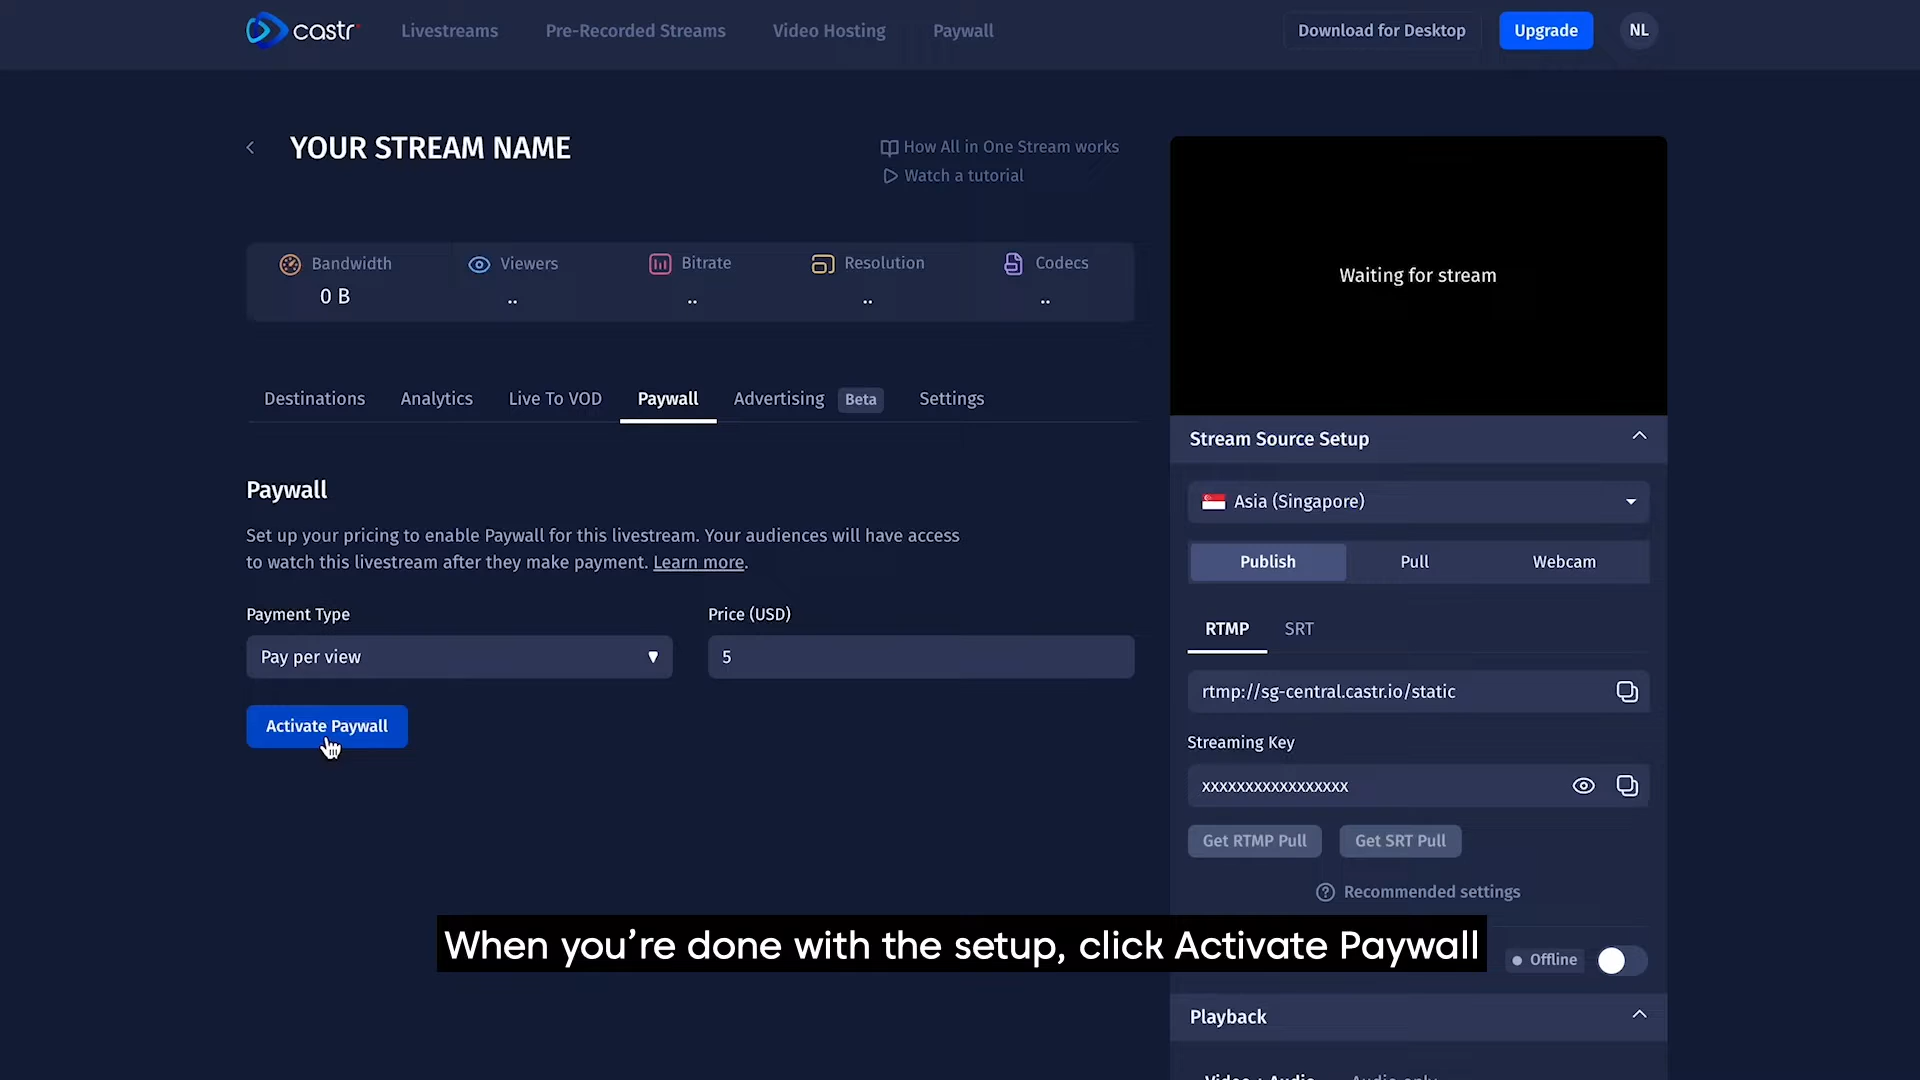 castr
Livestreams
Pre-Recorded Streams
Video Hosting
Paywall
Download for Desktop
Upgrade
NL
YOUR STREAM NAME
How All in One Stream works
Watch a tutorial
Waiting for stream
Bandwidth
0 B
Viewers
..
Bitrate
..
Resolution
..
Codecs
..
Destinations
Analytics
Live To VOD
Paywall
Advertising
Beta
Settings
Paywall
Set up your pricing to enable Paywall for this livestream. Your audiences will have access
to watch this livestream after they make payment. Learn more.
Payment Type
Pay per view
Price (USD)
5
Activate Paywall
Stream Source Setup
Asia (Singapore)
Publish
Pull
Webcam
RTMP
SRT
rtmp://sg-central.castr.io/static
Streaming Key
xxxxxxxxxxxxxxxxx
Get RTMP Pull
Get SRT Pull
Recommended settings
When you're done with the setup, click Activate Paywall
Offline
Playback
Video + Audio
Audio only